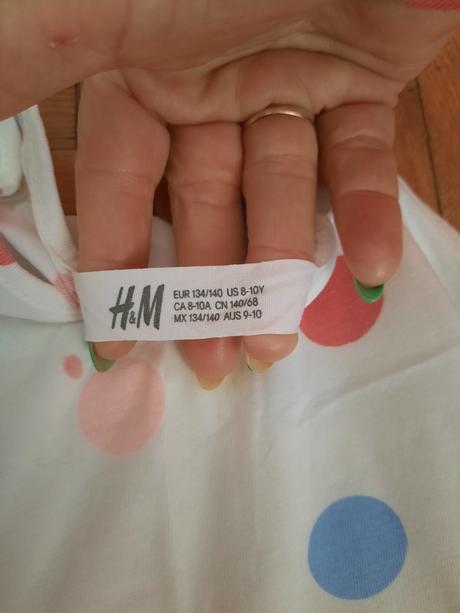 H&M
EUR 134/140 US 8-10Y
CA 8-10A CN 140/68
MX 134/140 AUS 9-10